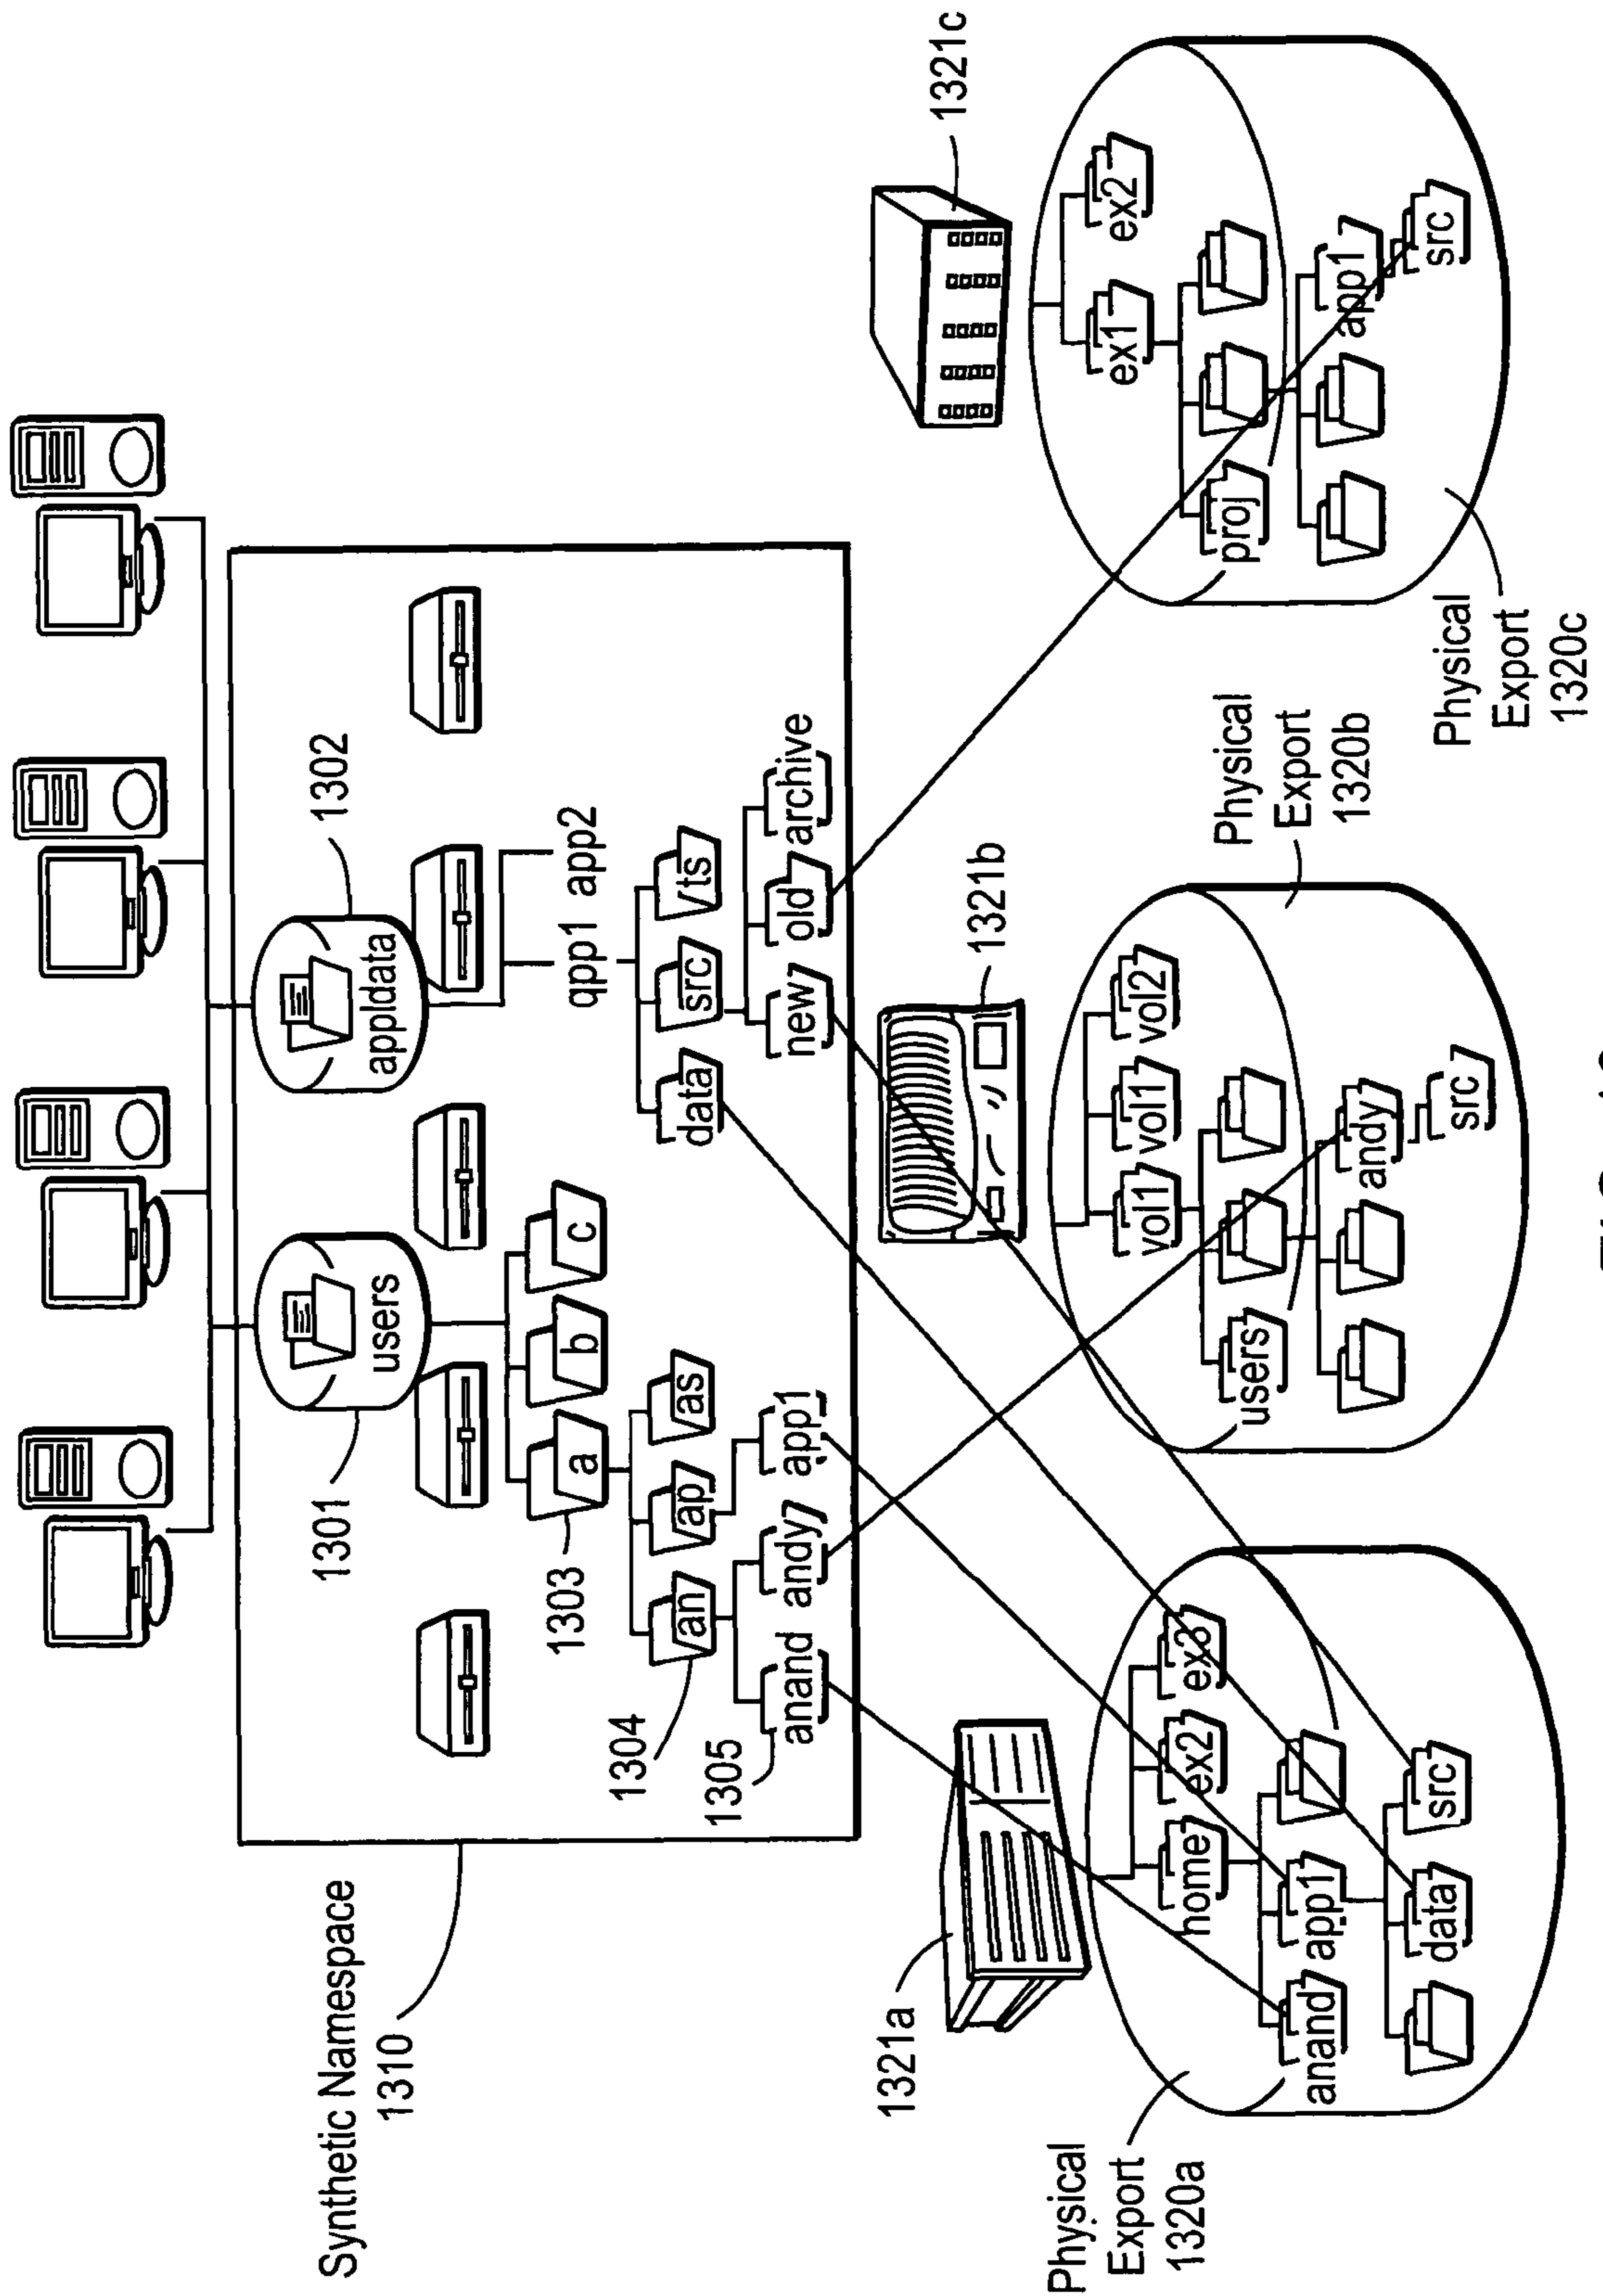 Synthetic Namespace
1310
1301
users
1302
appldata
1303
a
b
c
qpp1 app2
1304
an
ap
as
data
src
ts
1305
anand
andy
app1
new
old
archive
1321a
1321b
1321c
Physical
Export
1320a
home
ex2
ex3
anand
app1
data
src
Physical
Export
1320b
vol1
vol1
vol2
users
andy
src
Physical
Export
1320c
ex1
ex2
proj
app1
src